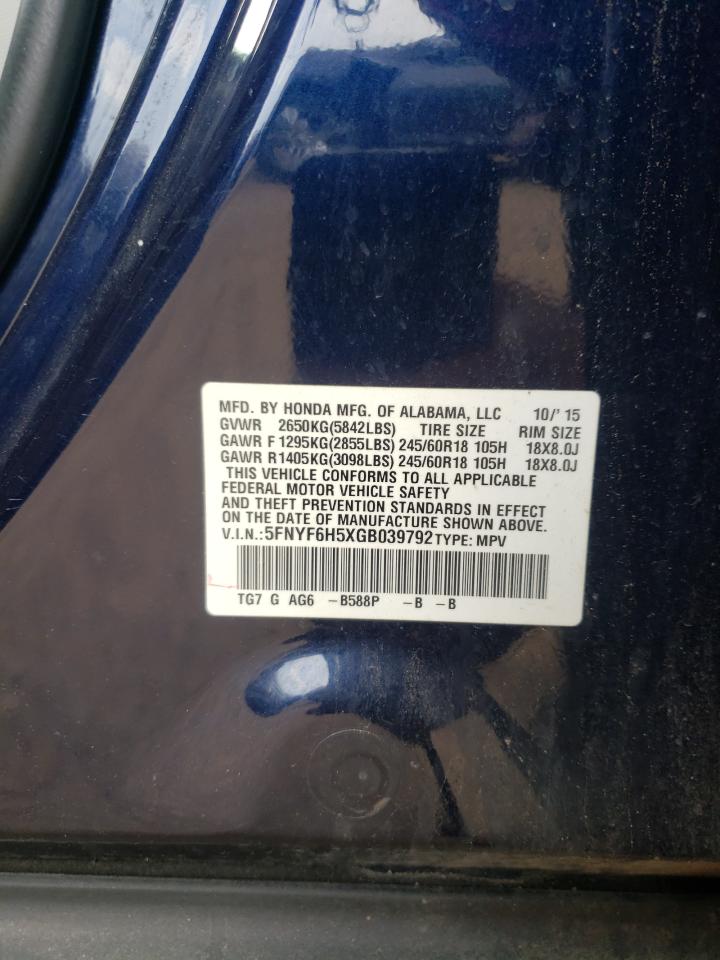 MFD. BY HONDA MFG. OF ALABAMA, LLC 10/' 15
GVWR 2650KG(5842LBS) TIRE SIZE RIM SIZE
GAWR F 1295KG(2855LBS) 245/60R18 105H 18X8.0J
GAWR R1405KG(3098LBS) 245/60R18 105H 18X8.0J
THIS VEHICLE CONFORMS TO ALL APPLICABLE
FEDERAL MOTOR VEHICLE SAFETY
AND THEFT PREVENTION STANDARDS IN EFFECT
ON THE DATE OF MANUFACTURE SHOWN ABOVE.
V.I.N.:5FNYF6H5XGB039792 TYPE: MPV
TG7 G AG6 -B588P -B -B